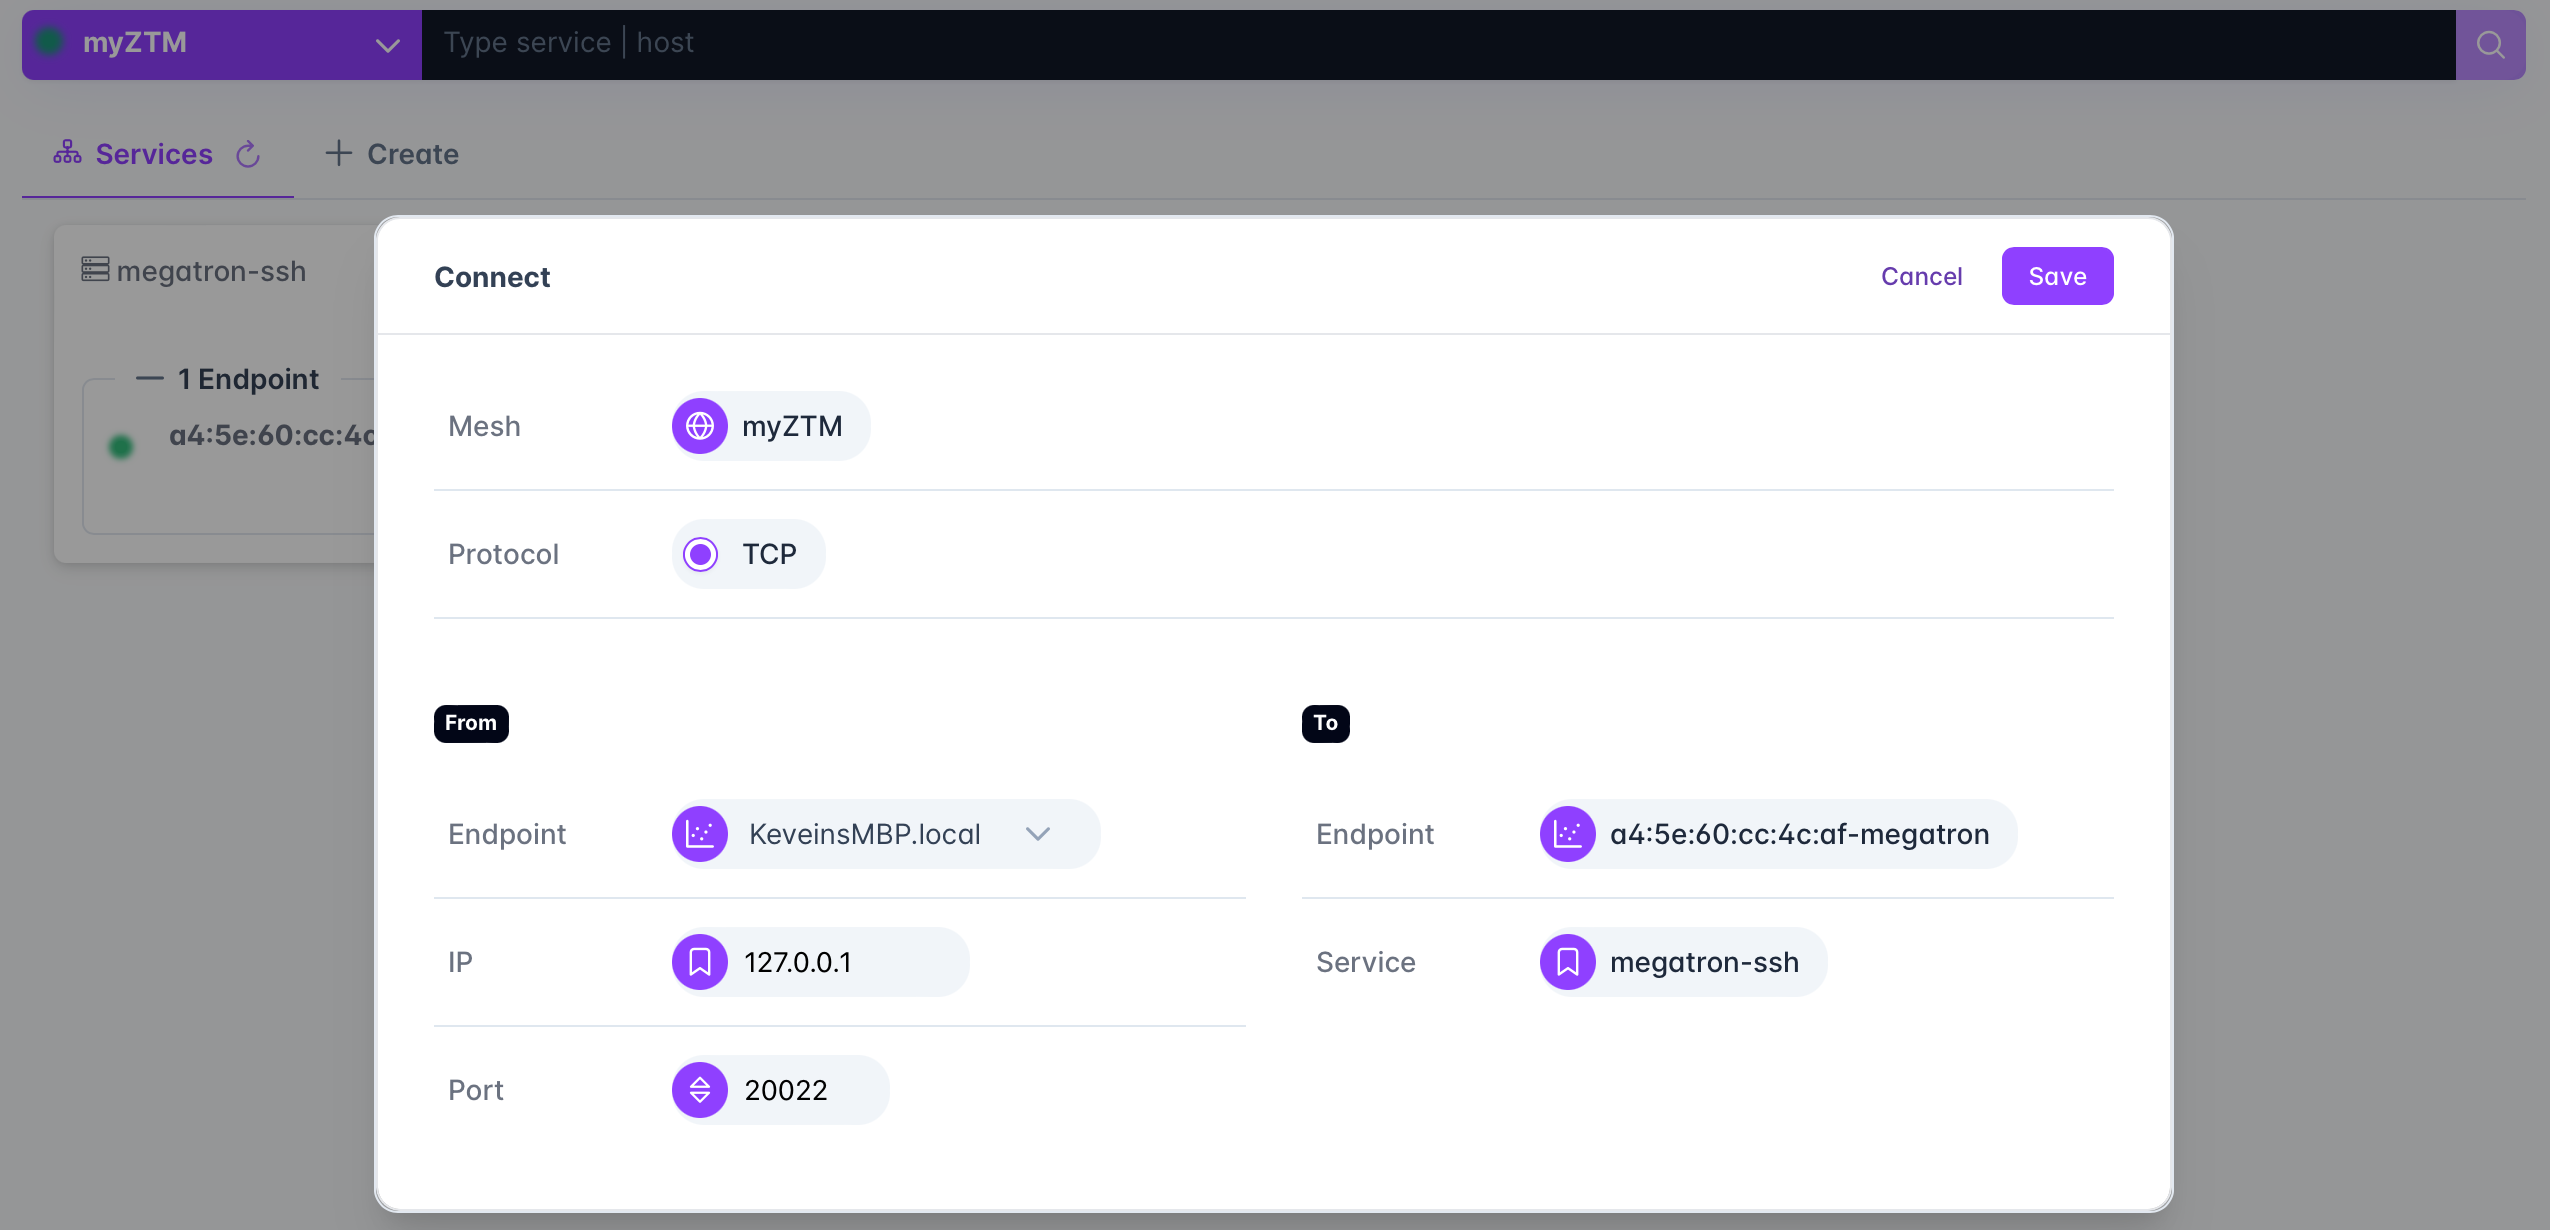 myZTM
Type service | host
Services
Create
megatron-ssh
1 Endpoint
a4:5e:60:cc:4c
Connect
Cancel
Save
Mesh
myZTM
Protocol
TCP
From
To
Endpoint
KeveinsMBP.local
Endpoint
a4:5e:60:cc:4c:af-megatron
IP
127.0.0.1
Service
megatron-ssh
Port
20022